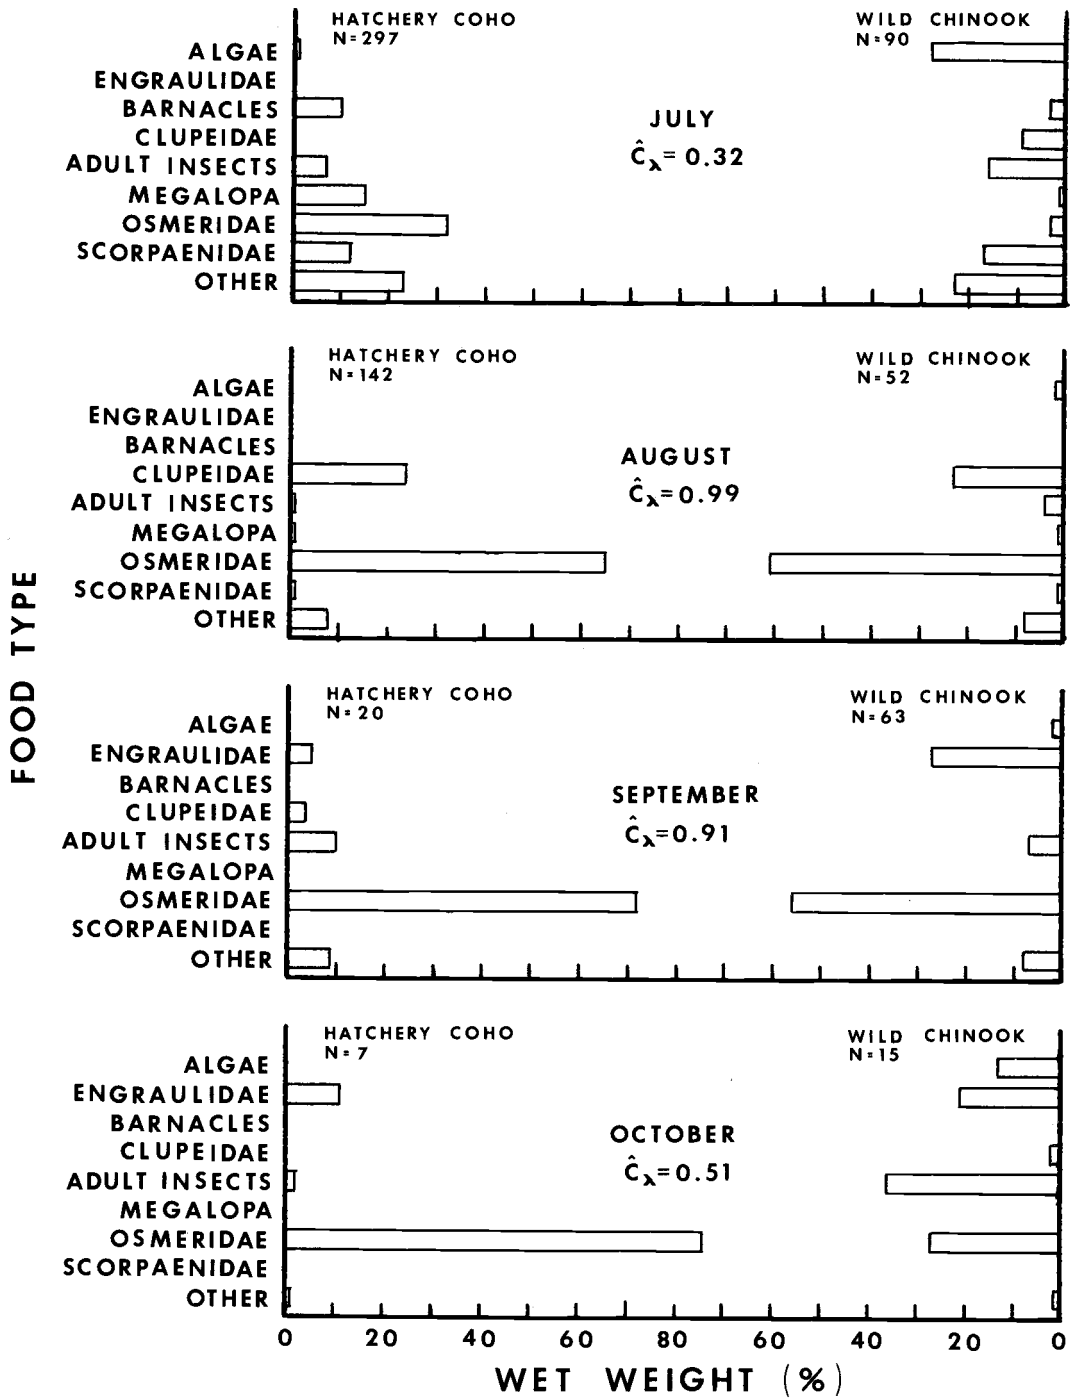 HATCHERY COHO
N=297
WILD CHINOOK
N=90
ALGAE
ENGRAULIDAE
BARNACLES
CLUPEIDAE
ADULT INSECTS
MEGALOPA
OSMERIDAE
SCORPAENIDAE
OTHER
JULY
Ĉλ=0.32
HATCHERY COHO
N=142
WILD CHINOOK
N=52
ALGAE
ENGRAULIDAE
BARNACLES
CLUPEIDAE
ADULT INSECTS
MEGALOPA
OSMERIDAE
SCORPAENIDAE
OTHER
AUGUST
Ĉλ=0.99
FOOD TYPE
HATCHERY COHO
N=20
WILD CHINOOK
N=63
ALGAE
ENGRAULIDAE
BARNACLES
CLUPEIDAE
ADULT INSECTS
MEGALOPA
OSMERIDAE
SCORPAENIDAE
OTHER
SEPTEMBER
Ĉλ=0.91
HATCHERY COHO
N=7
WILD CHINOOK
N=15
ALGAE
ENGRAULIDAE
BARNACLES
CLUPEIDAE
ADULT INSECTS
MEGALOPA
OSMERIDAE
SCORPAENIDAE
OTHER
OCTOBER
Ĉλ=0.51
0 20 40 60 80 60 40 20 0
WET WEIGHT (%)